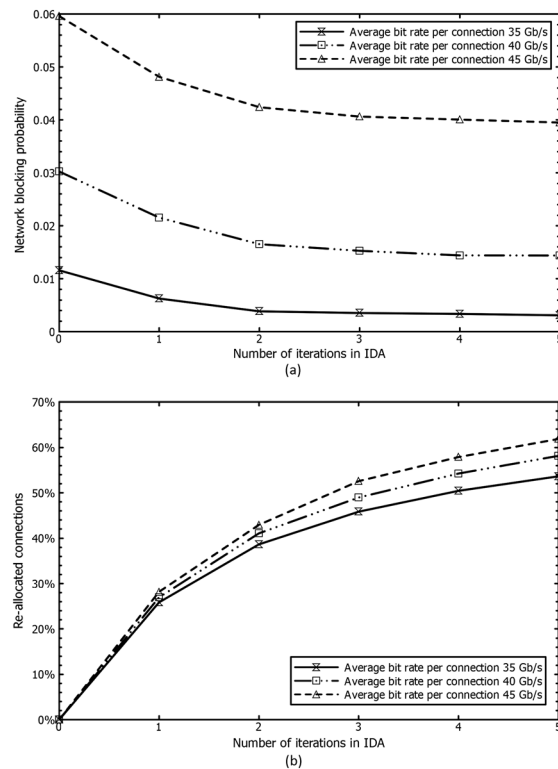 0.06
0.05
0.04
0.03
0.02
0.01
0
Network blocking probability
Average bit rate per connection 35 Gb/s
Average bit rate per connection 40 Gb/s
Average bit rate per connection 45 Gb/s
0 1 2 3 4 5
Number of iterions in IDA
(a)
70%
60%
50%
40%
30%
20%
10%
0%
Re-allocated connections
Average bit rate per connection 35 Gb/s
Average bit rate per connection 40 Gb/s
Average bit rate per connection 45 Gb/s
0 1 2 3 4 5
Number of iterations in IDA
(b)